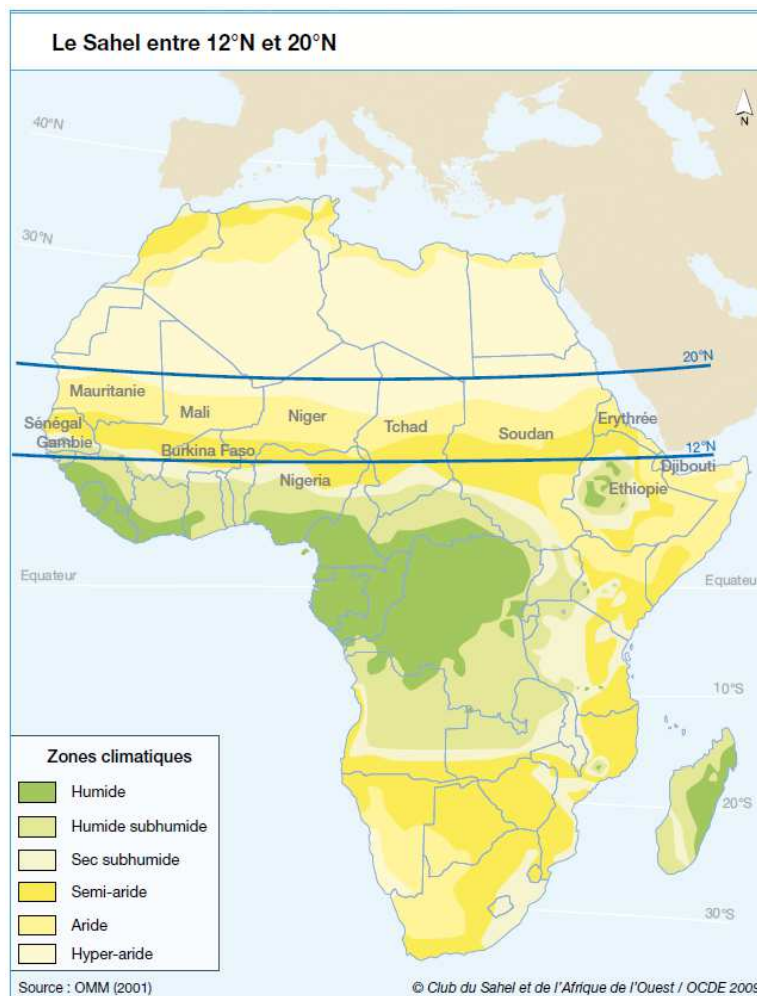 Le Sahel entre 12°N et 20°N
N
40°N
30°N
20°N
Mauritanie
Mali
Niger
Tchad
Soudan
Erythrée
Sénégal
Gambie
Burkina Faso
12°N
Djibouti
Nigeria
Ethiopie
Equateur
Equateu
10°S
20°S
30°S
Zones climatiques
Humide
Humide subhumide
Sec subhumide
Semi-aride
Aride
Hyper-aride
Source : OMM (2001)
© Club du Sahel et de l'Afrique de l'Ouest / OCDE 2009